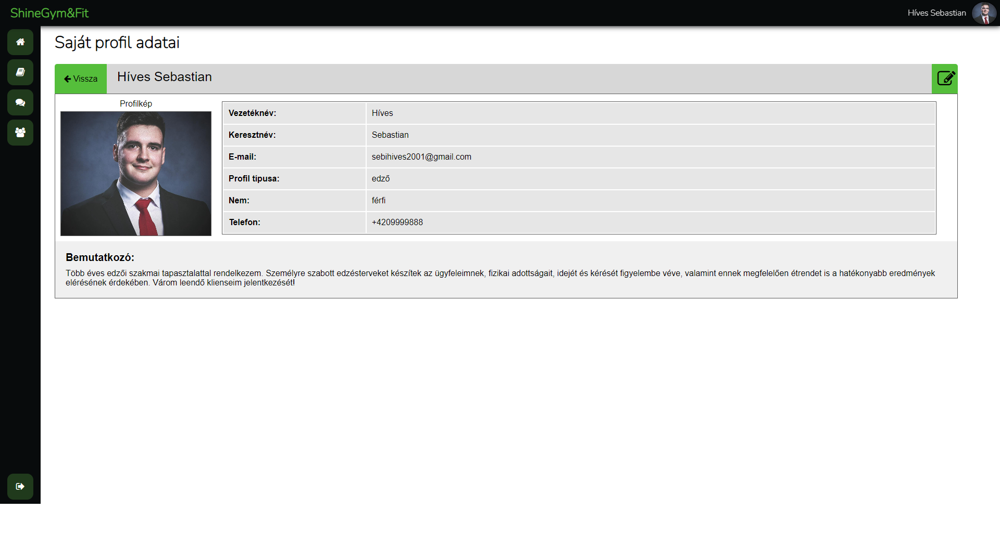 ShineGym&Fit
Híves Sebastian
Saját profil adatai
Vissza
Híves Sebastian
Profilkép
Vezetéknév: Híves
Keresztnév: Sebastian
E-mail: sebihives2001@gmail.com
Profil típusa: edző
Nem: férfi
Telefon: +4209999888
Bemutatkozó:
Több éves edzői szakmai tapasztalattal rendelkezem. Személyre szabott edzésterveket készítek az ügyfeleimnek, fizikai adottságait, idejét és kérését figyelembe véve, valamint ennek megfelelően étrendet is a hatékonyabb eredmények
elérésének érdekében. Várom leendő klienseim jelentkezését!